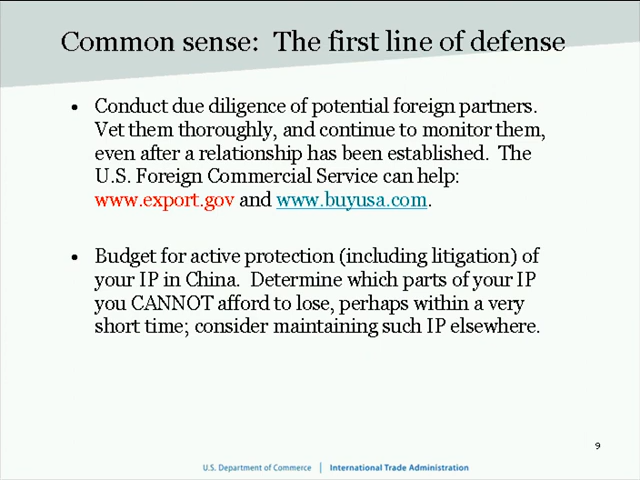 Common sense:  The first line of defense
• Conduct due diligence of potential foreign partners.
Vet them thoroughly, and continue to monitor them,
even after a relationship has been established.  The
U.S. Foreign Commercial Service can help:
www.export.gov and www.buyusa.com.
• Budget for active protection (including litigation) of
your IP in China.  Determine which parts of your IP
you CANNOT afford to lose, perhaps within a very
short time; consider maintaining such IP elsewhere.
9
U.S. Department of Commerce | International Trade Administration